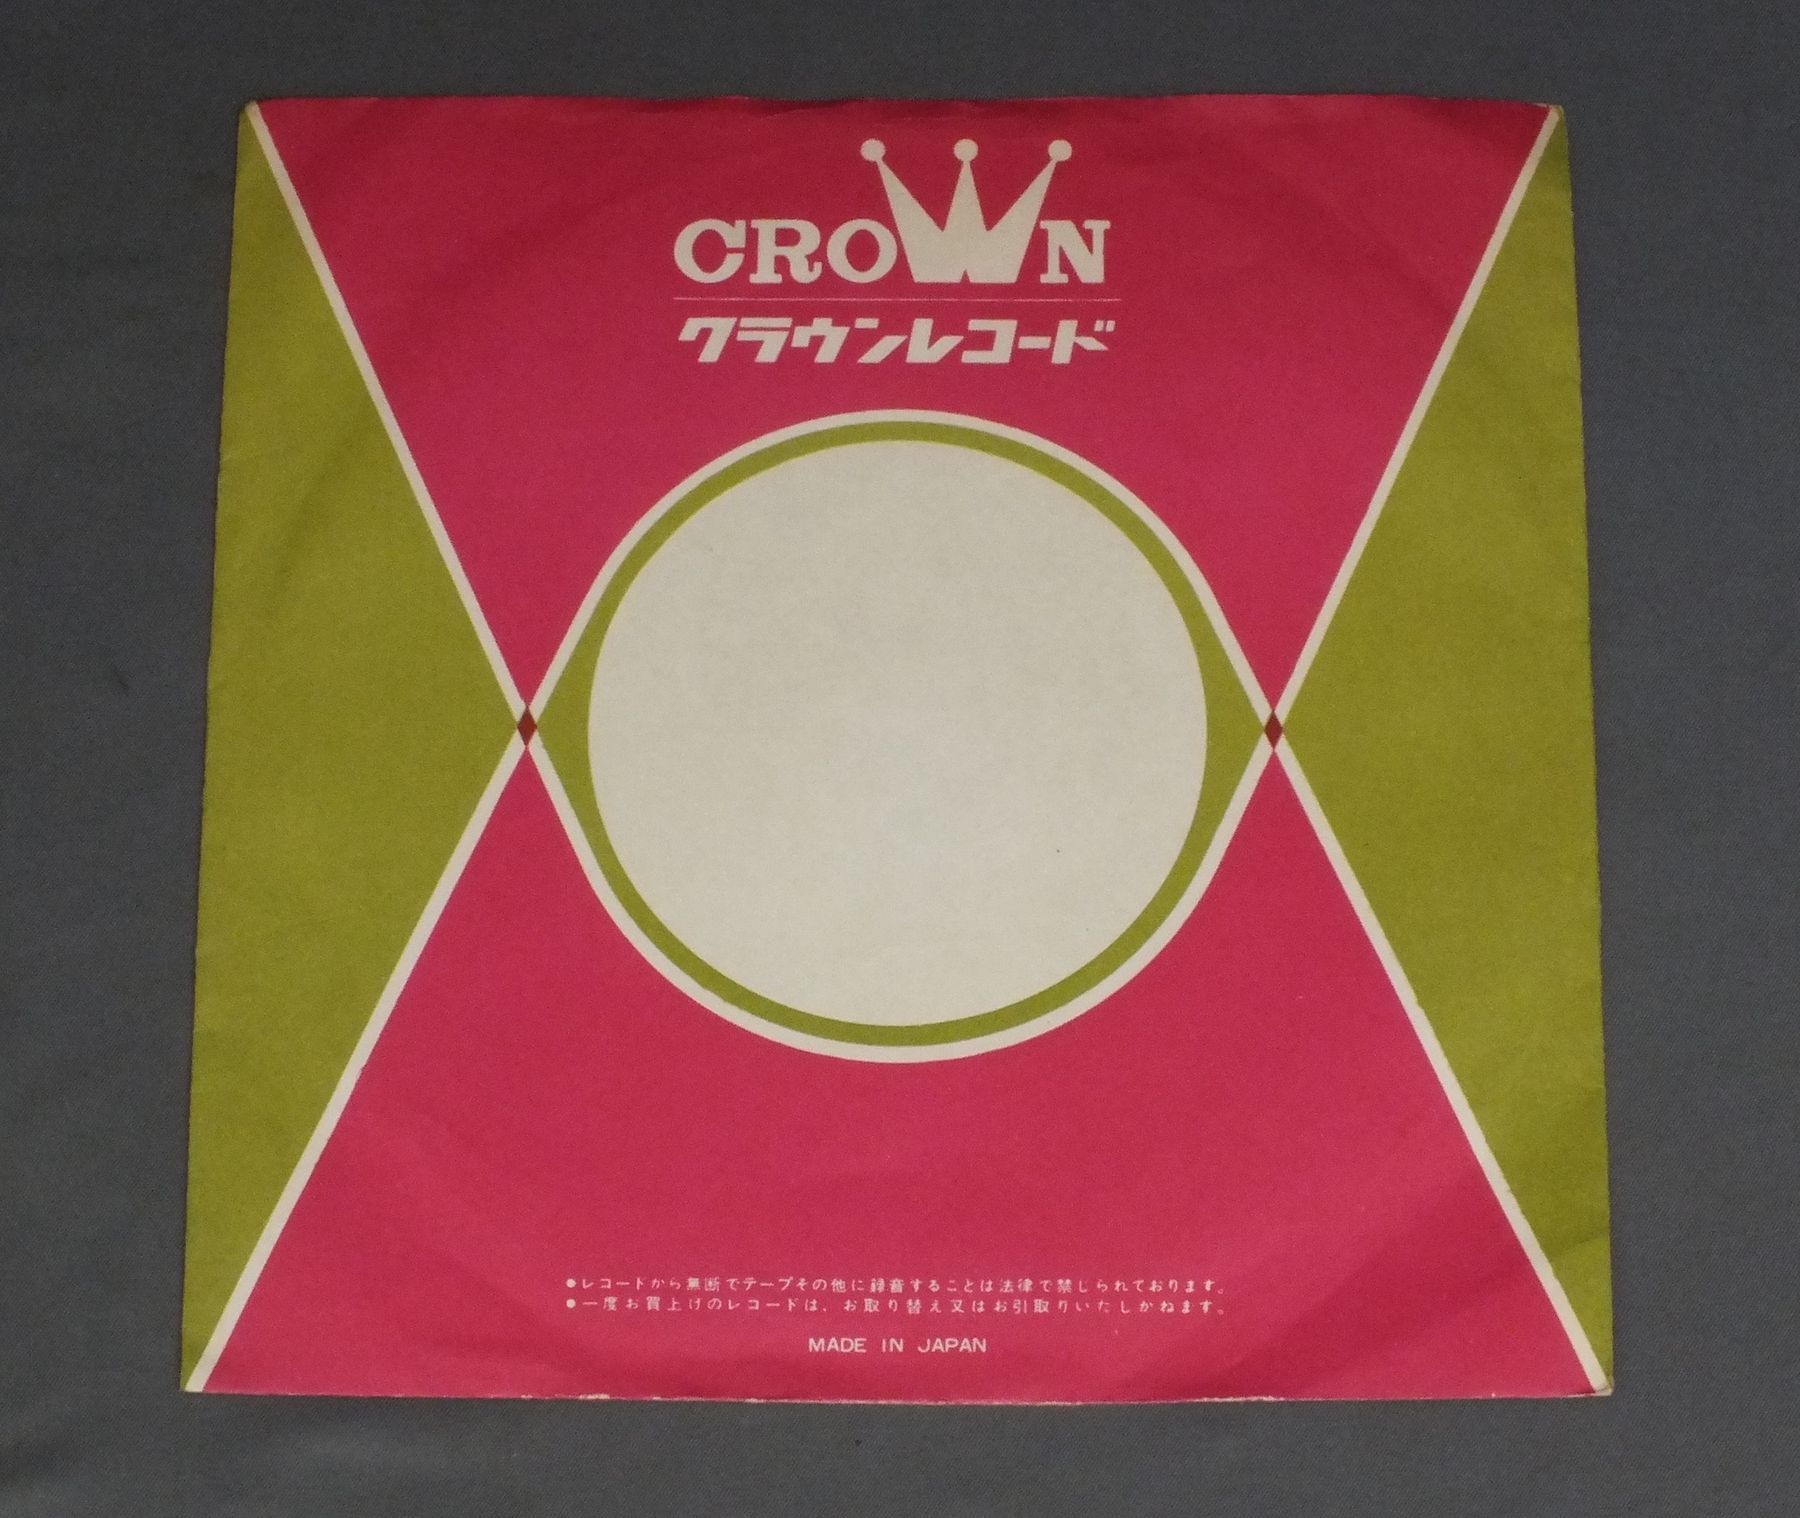 CROWN
クラウンレコード
●レコードから無断でテープその他に録音することは法律で禁じられております。
●一度お買上げのレコードは、お取り替え又はお引取りいたしかねます。
MADE IN JAPAN